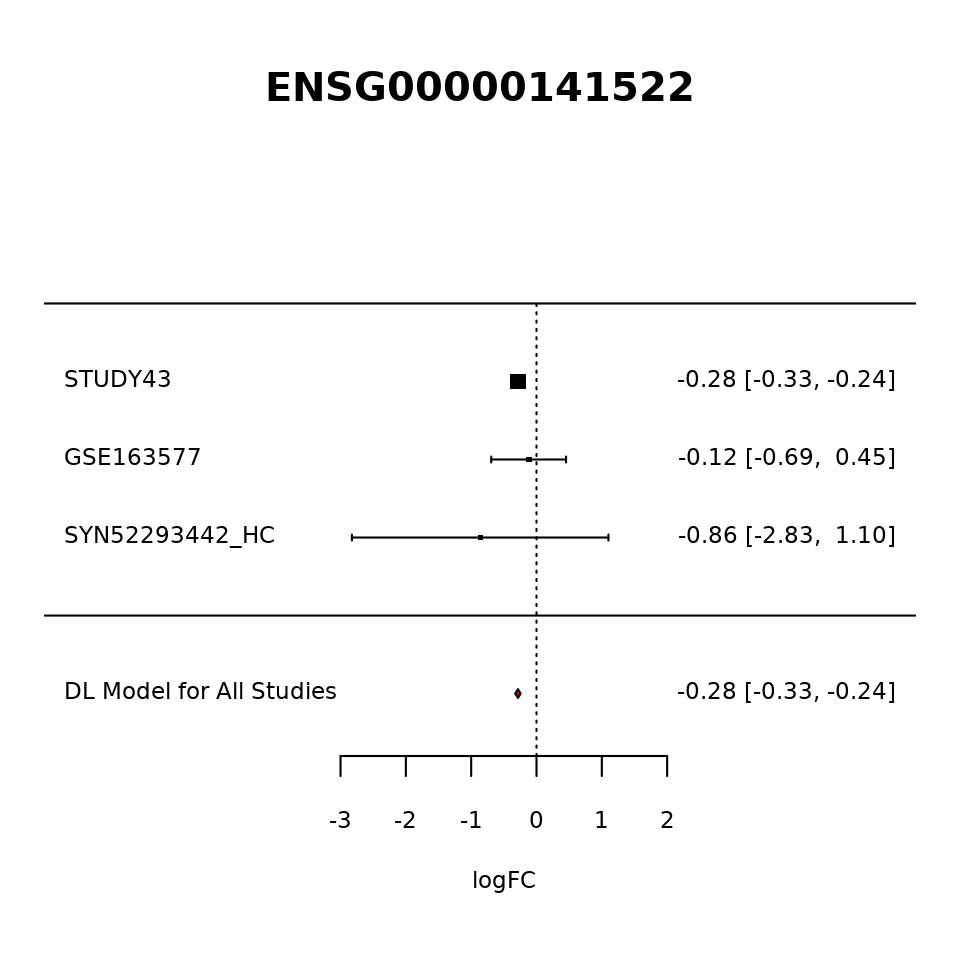 ENSG00000141522
STUDY43 -0.28 [-0.33, -0.24]
GSE163577 -0.12 [-0.69, 0.45]
SYN52293442_HC -0.86 [-2.83, 1.10]
DL Model for All Studies -0.28 [-0.33, -0.24]
-3 -2 -1 0 1 2
logFC